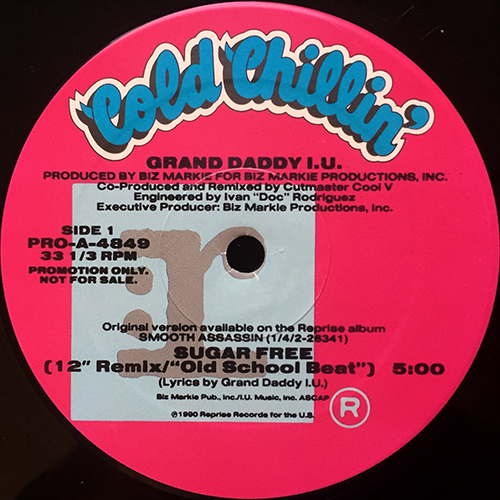 Cold Chillin'
GRAND DADDY I.U.
PRODUCED BY BIZ MARKIE FOR BIZ MARKIE PRODUCTIONS, INC.
Co-Produced and Remixed by Cutmaster Cool V
Engineered by Ivan "Doc" Rodriguez
Executive Producer: Biz Markie Productions, Inc.
SIDE 1
PRO-A-4849
33 1/3 RPM
PROMOTION ONLY.
NOT FOR SALE.
Original version available on the Reprise album
SMOOTH ASSASSIN (1/4/2-26341)
SUGAR FREE
(12" Remix/"Old School Beat") 5:00
(Lyrics by Grand Daddy I.U.)
Biz Markie Pub., Inc./I.U. Music, Inc. ASCAP
℗1990 Reprise Records for the U.S.
R